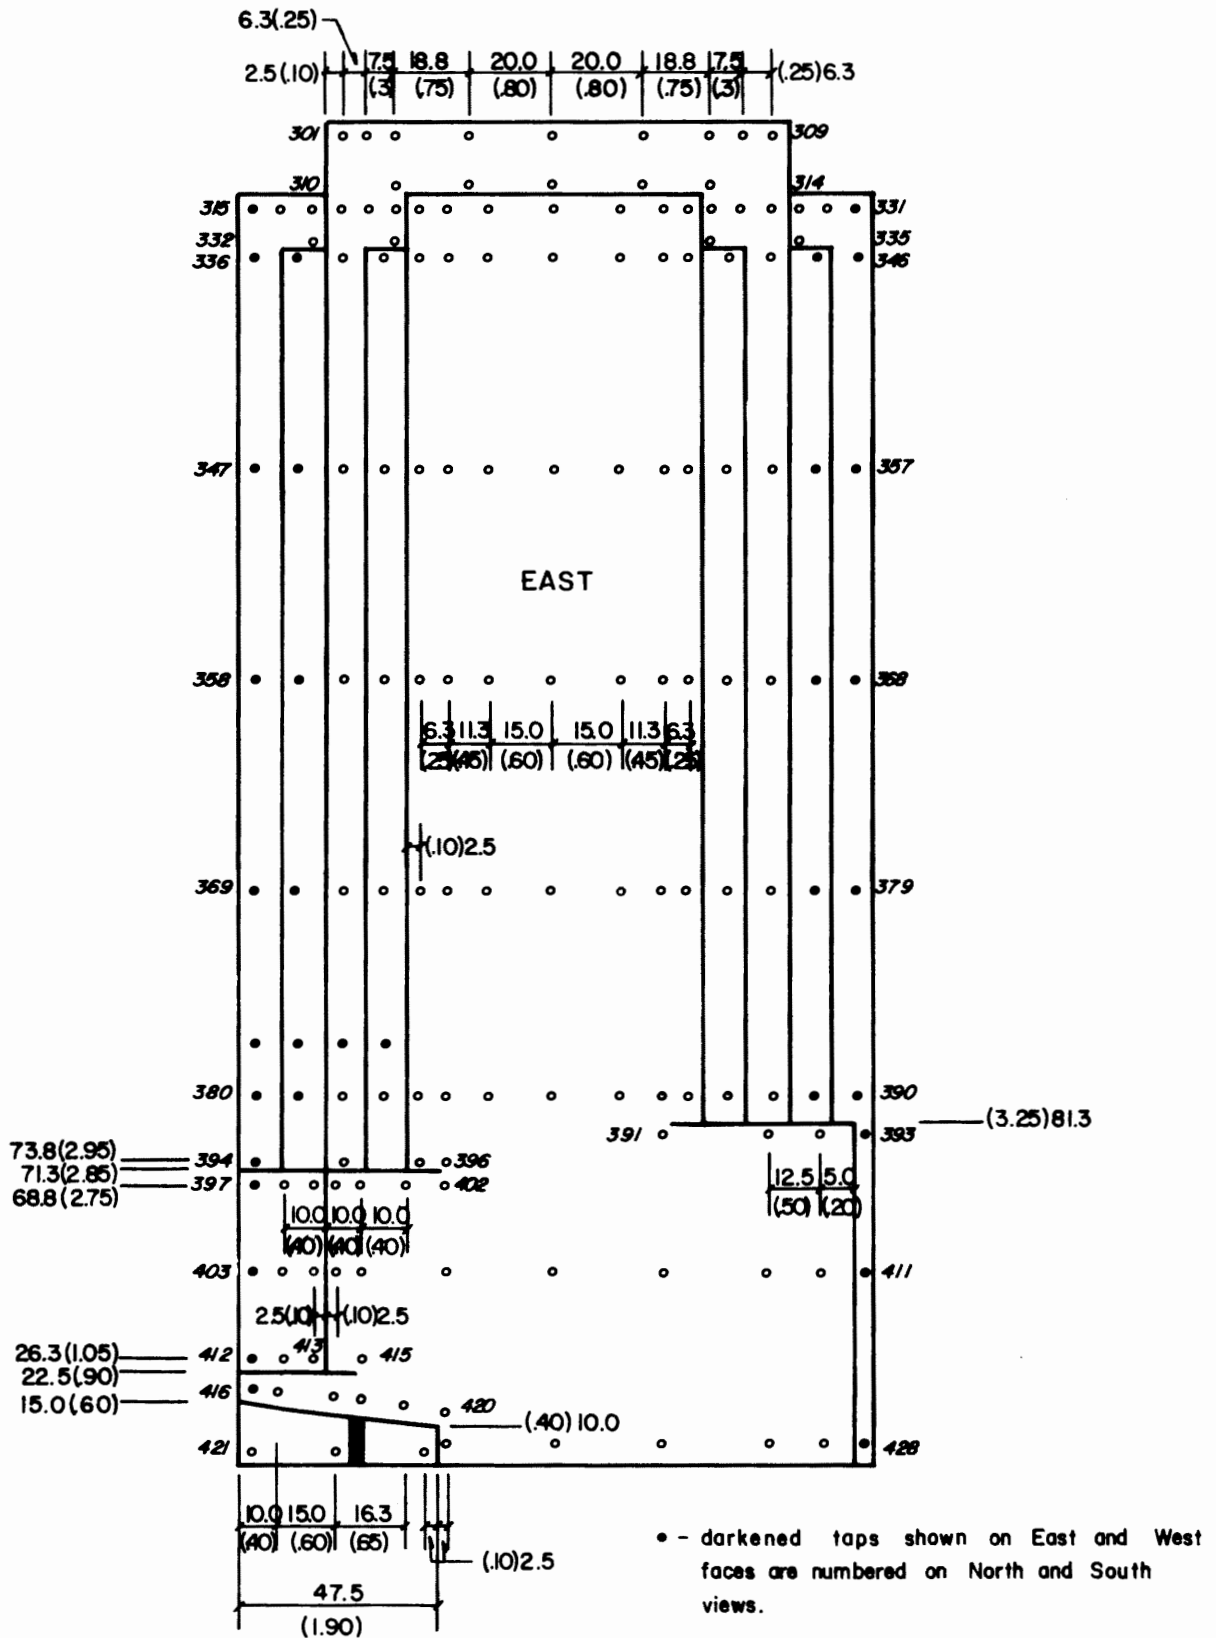 6.3(.25)
2.5(.10) 7.5 18.8 20.0 20.0 18.8 7.5 (.25)6.3
(.3) (.75) (.80) (.80) (.75) (.3)
301 309
310 314
315 331
332 335
336 346
347 357
EAST
358 368
6.3 11.3 15.0 15.0 11.3 6.3
(.25)(.45) (.60) (.60) (.45) (.25)
(.10)2.5
369 379
380 390
(3.25)81.3
391 393
73.8(2.95) 394 396
71.3(2.85)
68.8(2.75) 397 402
12.5 5.0
(.50) (.20)
10.0 10.0 10.0
(.40) (.40) (.40)
403 411
2.5(.10) (.10)2.5
413
26.3(1.05) 412 415
22.5(.90)
15.0(.60) 416 420
(.40)10.0
421 428
10.0 15.0 16.3
(.40) (.60) (.65)
(.10)2.5
47.5
(1.90)
• - darkened taps shown on East and West
faces are numbered on North and South
views.